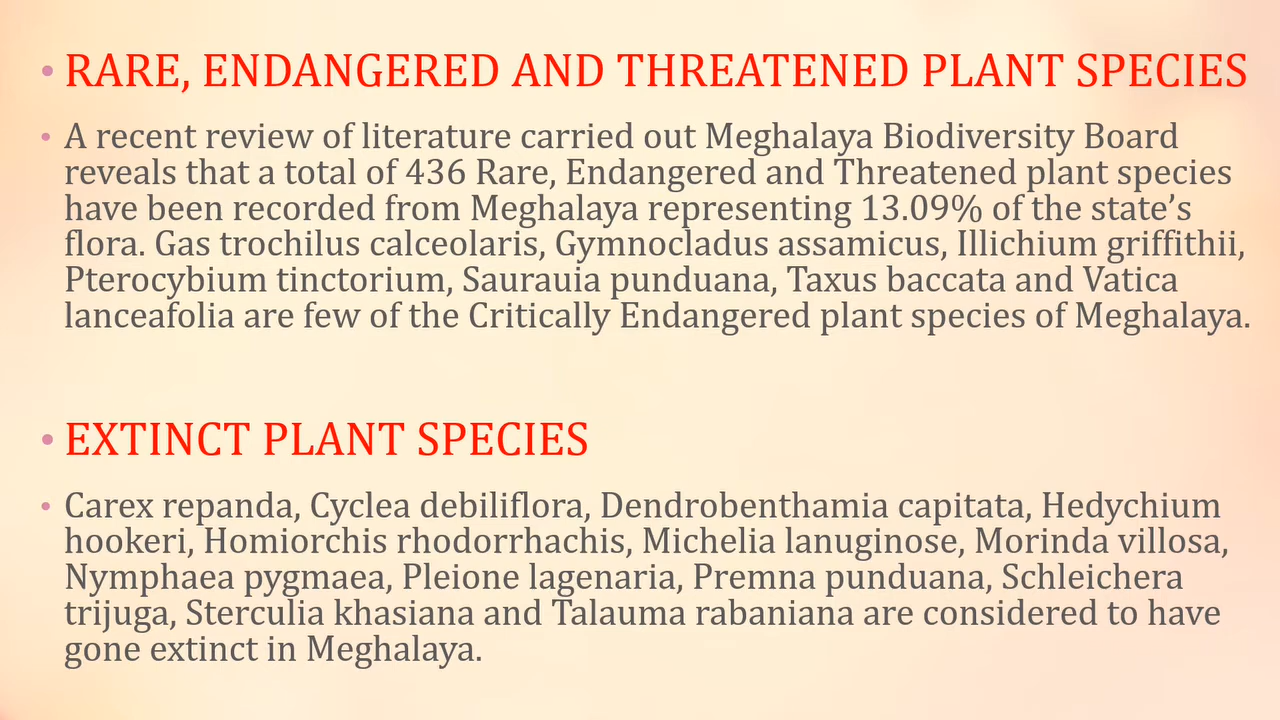 • RARE, ENDANGERED AND THREATENED PLANT SPECIES
• A recent review of literature carried out Meghalaya Biodiversity Board
reveals that a total of 436 Rare, Endangered and Threatened plant species
have been recorded from Meghalaya representing 13.09% of the state’s
flora. Gas trochilus calceolaris, Gymnocladus assamicus, Illichium griffithii,
Pterocybium tinctorium, Saurauia punduana, Taxus baccata and Vatica
lanceafolia are few of the Critically Endangered plant species of Meghalaya.
• EXTINCT PLANT SPECIES
• Carex repanda, Cyclea debiliflora, Dendrobenthamia capitata, Hedychium
hookeri, Homiorchis rhodorrhachis, Michelia lanuginose, Morinda villosa,
Nymphaea pygmaea, Pleione lagenaria, Premna punduana, Schleichera
trijuga, Sterculia khasiana and Talauma rabaniana are considered to have
gone extinct in Meghalaya.